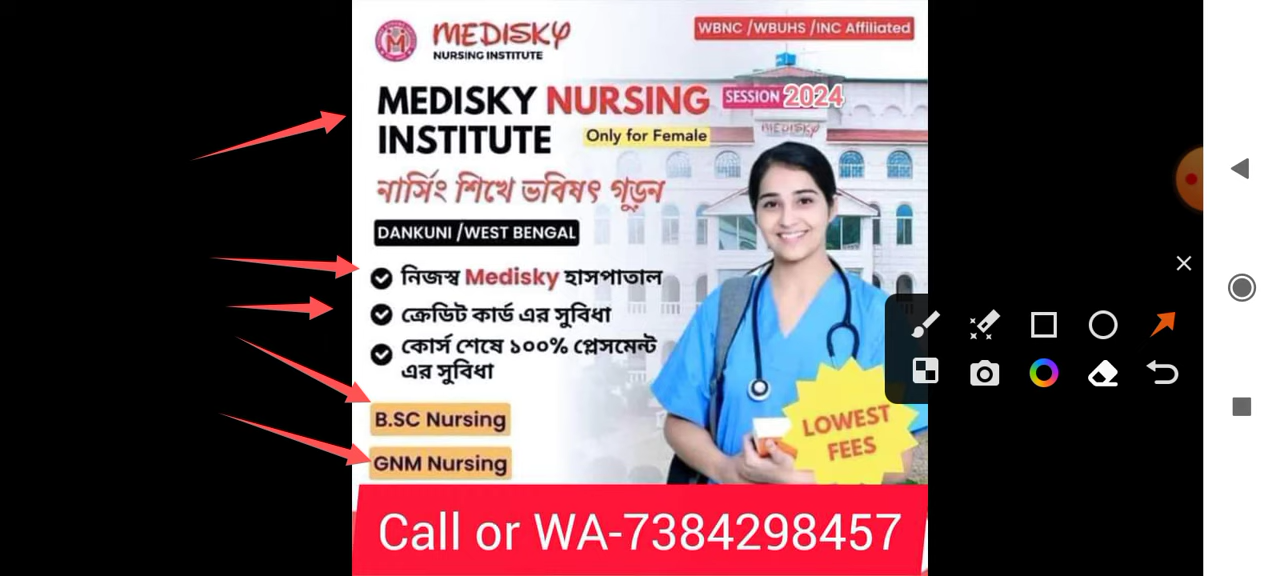 MEDISKY
NURSING INSTITUTE
WBNC /WBUHS /INC Affiliated
MEDISKY NURSING
SESSION 2024
INSTITUTE
Only for Female
MEDISKY
নার্সিং শিখে ভবিষৎ গড়ুন
DANKUNI /WEST BENGAL
নিজস্ব Medisky হাসপাতাল
ক্রেডিট কার্ড এর সুবিধা
কোর্স শেষে ১০০% প্লেসমেন্ট
এর সুবিধা
B.SC Nursing
GNM Nursing
LOWEST
FEES
Call or WA-7384298457